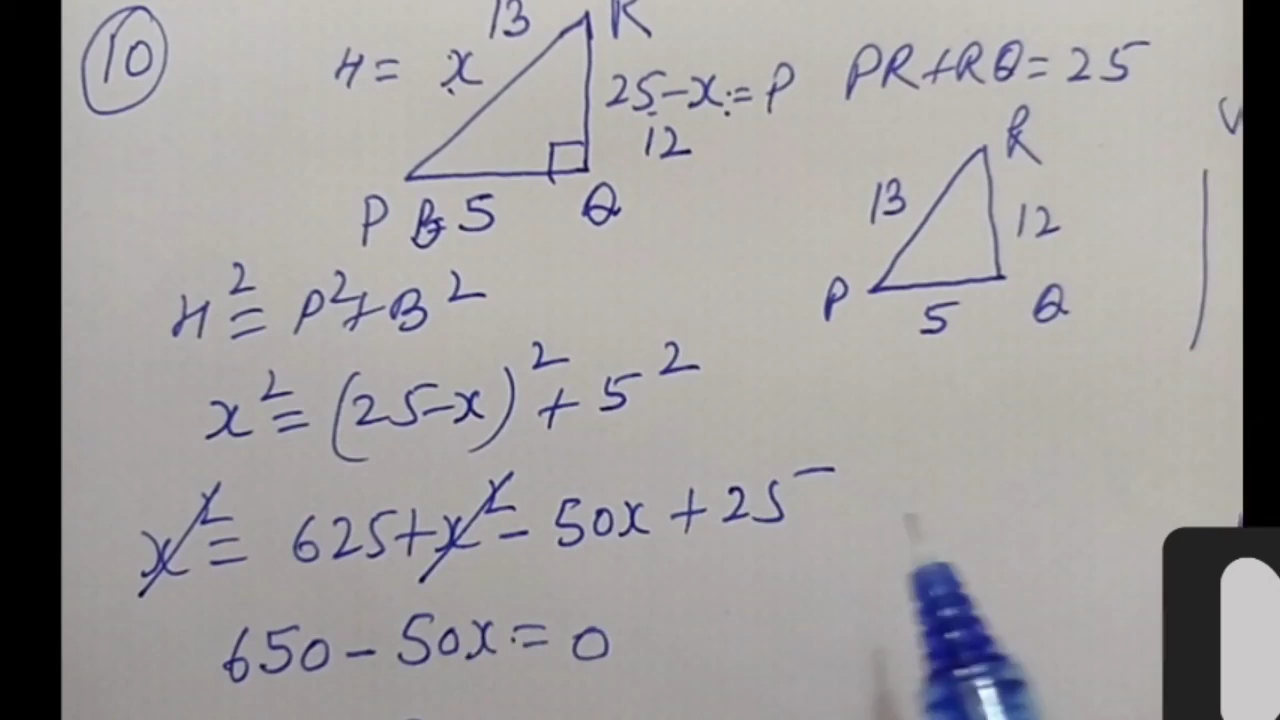 10
13 R
H = x
25-x = P
12
P B 5 Q
PR+RQ=25
R
13
12
P 5 Q
H² = P²+B²
x² = (25-x)² + 5²
x² = 625+x² - 50x + 25
650 - 50x = 0